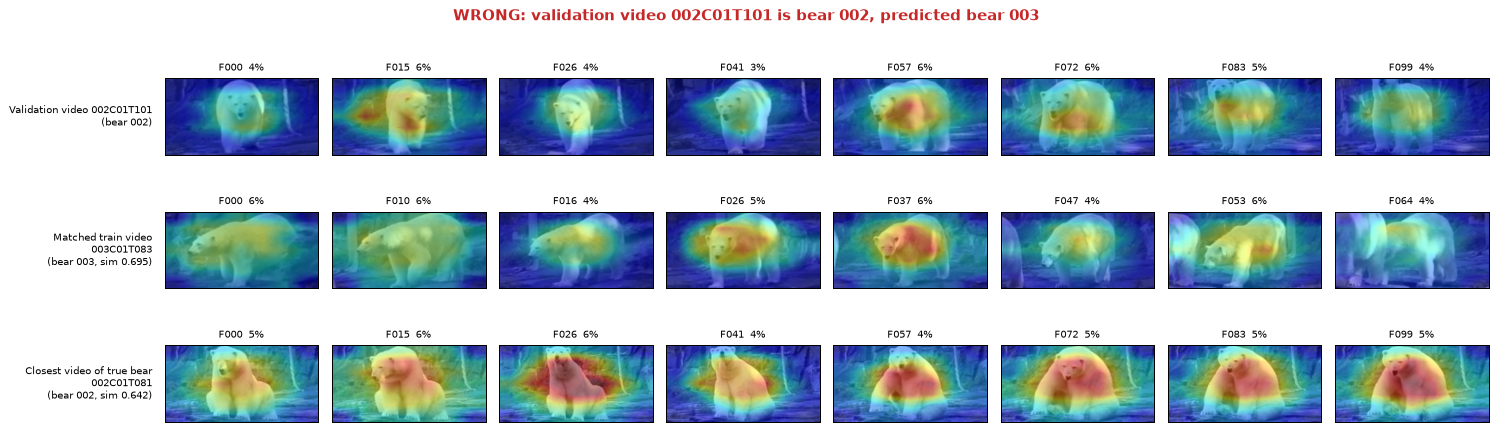 WRONG: validation video 002C01T101 is bear 002, predicted bear 003
F000 4% F015 6% F026 4% F041 3% F057 6% F072 6% F083 5% F099 4%
Validation video 002C01T101
(bear 002)
F000 6% F010 6% F016 4% F026 5% F037 6% F047 4% F053 6% F064 4%
Matched train video
003C01T083
(bear 003, sim 0.695)
F000 5% F015 6% F026 6% F041 4% F057 4% F072 5% F083 5% F099 5%
Closest video of true bear
002C01T081
(bear 002, sim 0.642)